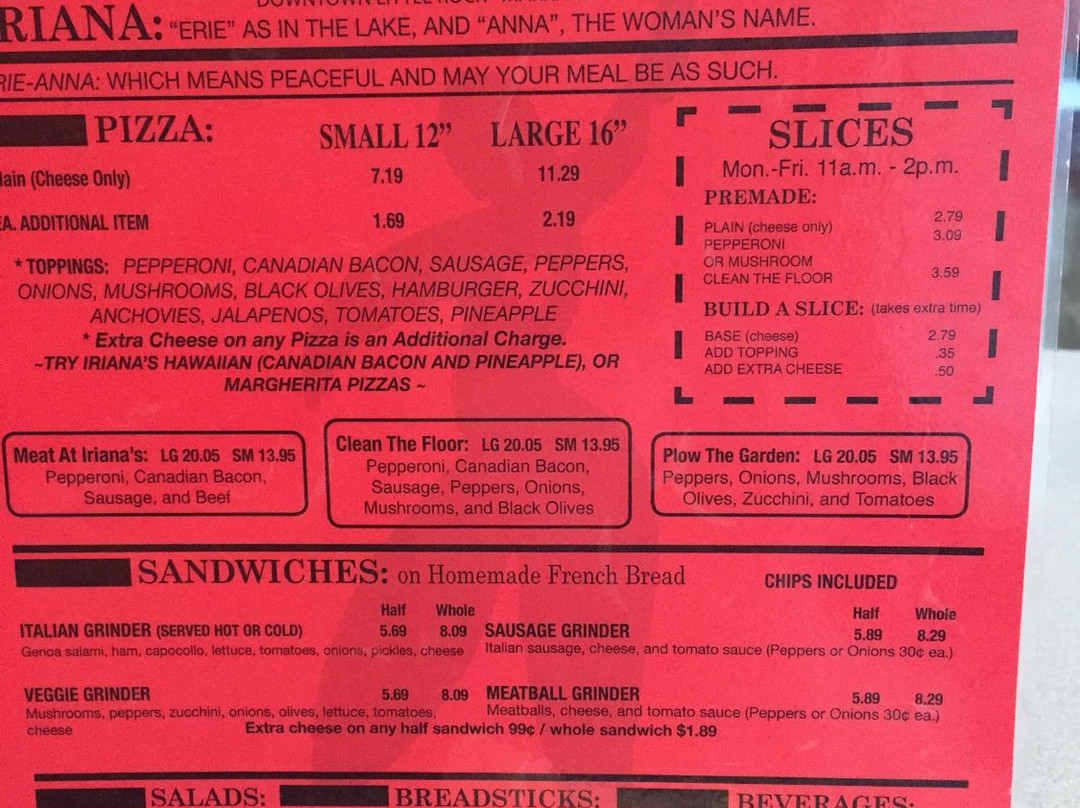 RIANA: "ERIE" AS IN THE LAKE, AND "ANNA", THE WOMAN'S NAME.
RIE-ANNA: WHICH MEANS PEACEFUL AND MAY YOUR MEAL BE AS SUCH.
PIZZA: SMALL 12" LARGE 16"
lain (Cheese Only) 7.19 11.29
EA. ADDITIONAL ITEM 1.69 2.19
* TOPPINGS: PEPPERONI, CANADIAN BACON, SAUSAGE, PEPPERS,
ONIONS, MUSHROOMS, BLACK OLIVES, HAMBURGER, ZUCCHINI,
ANCHOVIES, JALAPENOS, TOMATOES, PINEAPPLE
* Extra Cheese on any Pizza is an Additional Charge.
~TRY IRIANA'S HAWAIIAN (CANADIAN BACON AND PINEAPPLE), OR
MARGHERITA PIZZAS ~
SLICES
Mon.-Fri. 11a.m. - 2p.m.
PREMADE:
PLAIN (cheese only) 2.79
PEPPERONI 3.09
OR MUSHROOM
CLEAN THE FLOOR 3.59
BUILD A SLICE: (takes extra time)
BASE (cheese) 2.79
ADD TOPPING .35
ADD EXTRA CHEESE .50
Meat At Iriana's: LG 20.05 SM 13.95
Pepperoni, Canadian Bacon,
Sausage, and Beef
Clean The Floor: LG 20.05 SM 13.95
Pepperoni, Canadian Bacon,
Sausage, Peppers, Onions,
Mushrooms, and Black Olives
Plow The Garden: LG 20.05 SM 13.95
Peppers, Onions, Mushrooms, Black
Olives, Zucchini, and Tomatoes
SANDWICHES: on Homemade French Bread CHIPS INCLUDED
Half Whole
ITALIAN GRINDER (SERVED HOT OR COLD) 5.69 8.09
Genoa salami, ham, capocollo, lettuce, tomatoes, onions, pickles, cheese
Half Whole
SAUSAGE GRINDER 5.89 8.29
Italian sausage, cheese, and tomato sauce (Peppers or Onions 30¢ ea.)
VEGGIE GRINDER 5.69 8.09
Mushrooms, peppers, zucchini, onions, olives, lettuce, tomatoes,
cheese
MEATBALL GRINDER 5.89 8.29
Meatballs, cheese, and tomato sauce (Peppers or Onions 30¢ ea.)
Extra cheese on any half sandwich 99¢ / whole sandwich $1.89
SALADS: BREADSTICKS: BEVERAGES: